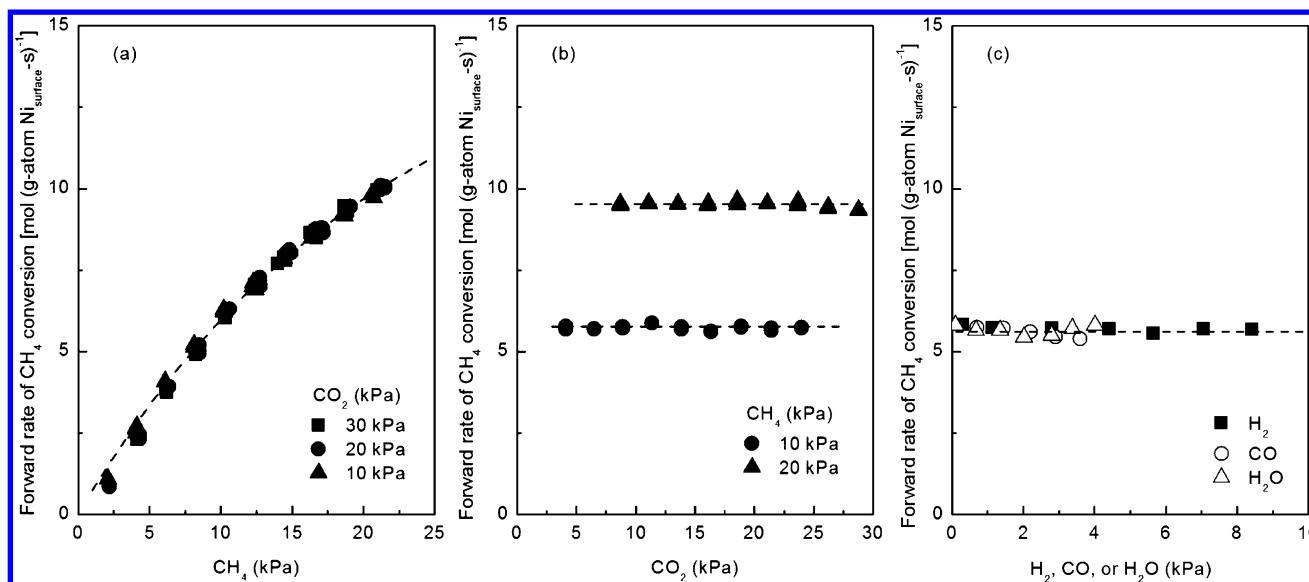 Forward rate of CH₄ conversion [mol (g-atom Ni_surface-s)⁻¹
15
10
5
0
(a)
CO₂ (kPa)
30 kPa
20 kPa
10 kPa
0 5 10 15 20 25
CH₄ (kPa)
Forward rate of CH₄ conversion [mol (g-atom Ni_surface-s)⁻¹
15
10
5
0
(b)
CH₄ (kPa)
10 kPa
20 kPa
0 5 10 15 20 25 30
CO₂ (kPa)
Forward rate of CH₄ conversion [mol (g-atom Ni_surface-s)⁻¹
15
10
5
0
(c)
H₂
CO
H₂O
0 2 4 6 8 10
H₂, CO, or H₂O (kPa)